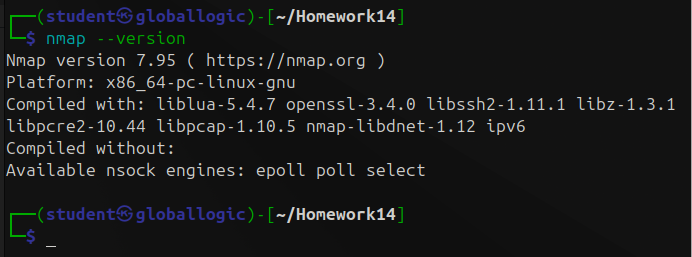 ┌──(student㉿globallogic)-[~/Homework14]
└─$ nmap --version
Nmap version 7.95 ( https://nmap.org )
Platform: x86_64-pc-linux-gnu
Compiled with: liblua-5.4.7 openssl-3.4.0 libssh2-1.11.1 libz-1.3.1
libpcre2-10.44 libpcap-1.10.5 nmap-libdnet-1.12 ipv6
Compiled without:
Available nsock engines: epoll poll select
┌──(student㉿globallogic)-[~/Homework14]
└─$ _